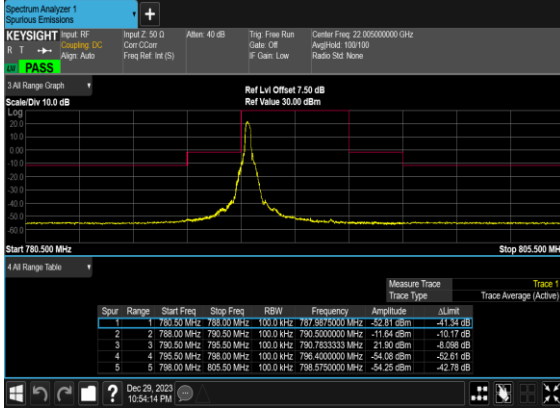 Spectrum Analyzer 1
Spurious Emissions
+
KEYSIGHT Input: RF Input Z: 50 Ω Atten: 40 dB Trig: Free Run Center Freq: 22.005000000 GHz
R T Coupling: DC Corr CCorr Gate: Off Avg|Hold: 100/100
Align: Auto Freq Ref: Int (S) IF Gain: Low Radio Std: None
LXI PASS
3 All Range Graph
Ref Lvl Offset 7.50 dB
Scale/Div 10.0 dB Ref Value 30.00 dBm
Log
20.0
10.0
0.00
-10.0
-20.0
-30.0
-40.0
-50.0
-60.0
Start 780.500 MHz Stop 805.500 MH
4 All Range Table
Measure Trace Trace 1
Trace Type Trace Average (Active)
Spur Range Start Freq Stop Freq RBW Frequency Amplitude ΔLimit
1 1 780.50 MHz 788.00 MHz 100.0 kHz 787.9875000 MHz -52.81 dBm -41.34 dB
2 2 788.00 MHz 790.50 MHz 100.0 kHz 790.5000000 MHz -11.64 dBm -10.17 dB
3 3 790.50 MHz 795.50 MHz 100.0 kHz 790.7833333 MHz 21.90 dBm -8.098 dB
4 4 795.50 MHz 798.00 MHz 100.0 kHz 796.4000000 MHz -54.08 dBm -52.61 dB
5 5 798.00 MHz 805.50 MHz 100.0 kHz 798.5750000 MHz -54.25 dBm -42.78 dB
? Dec 29, 2023
10:54:14 PM